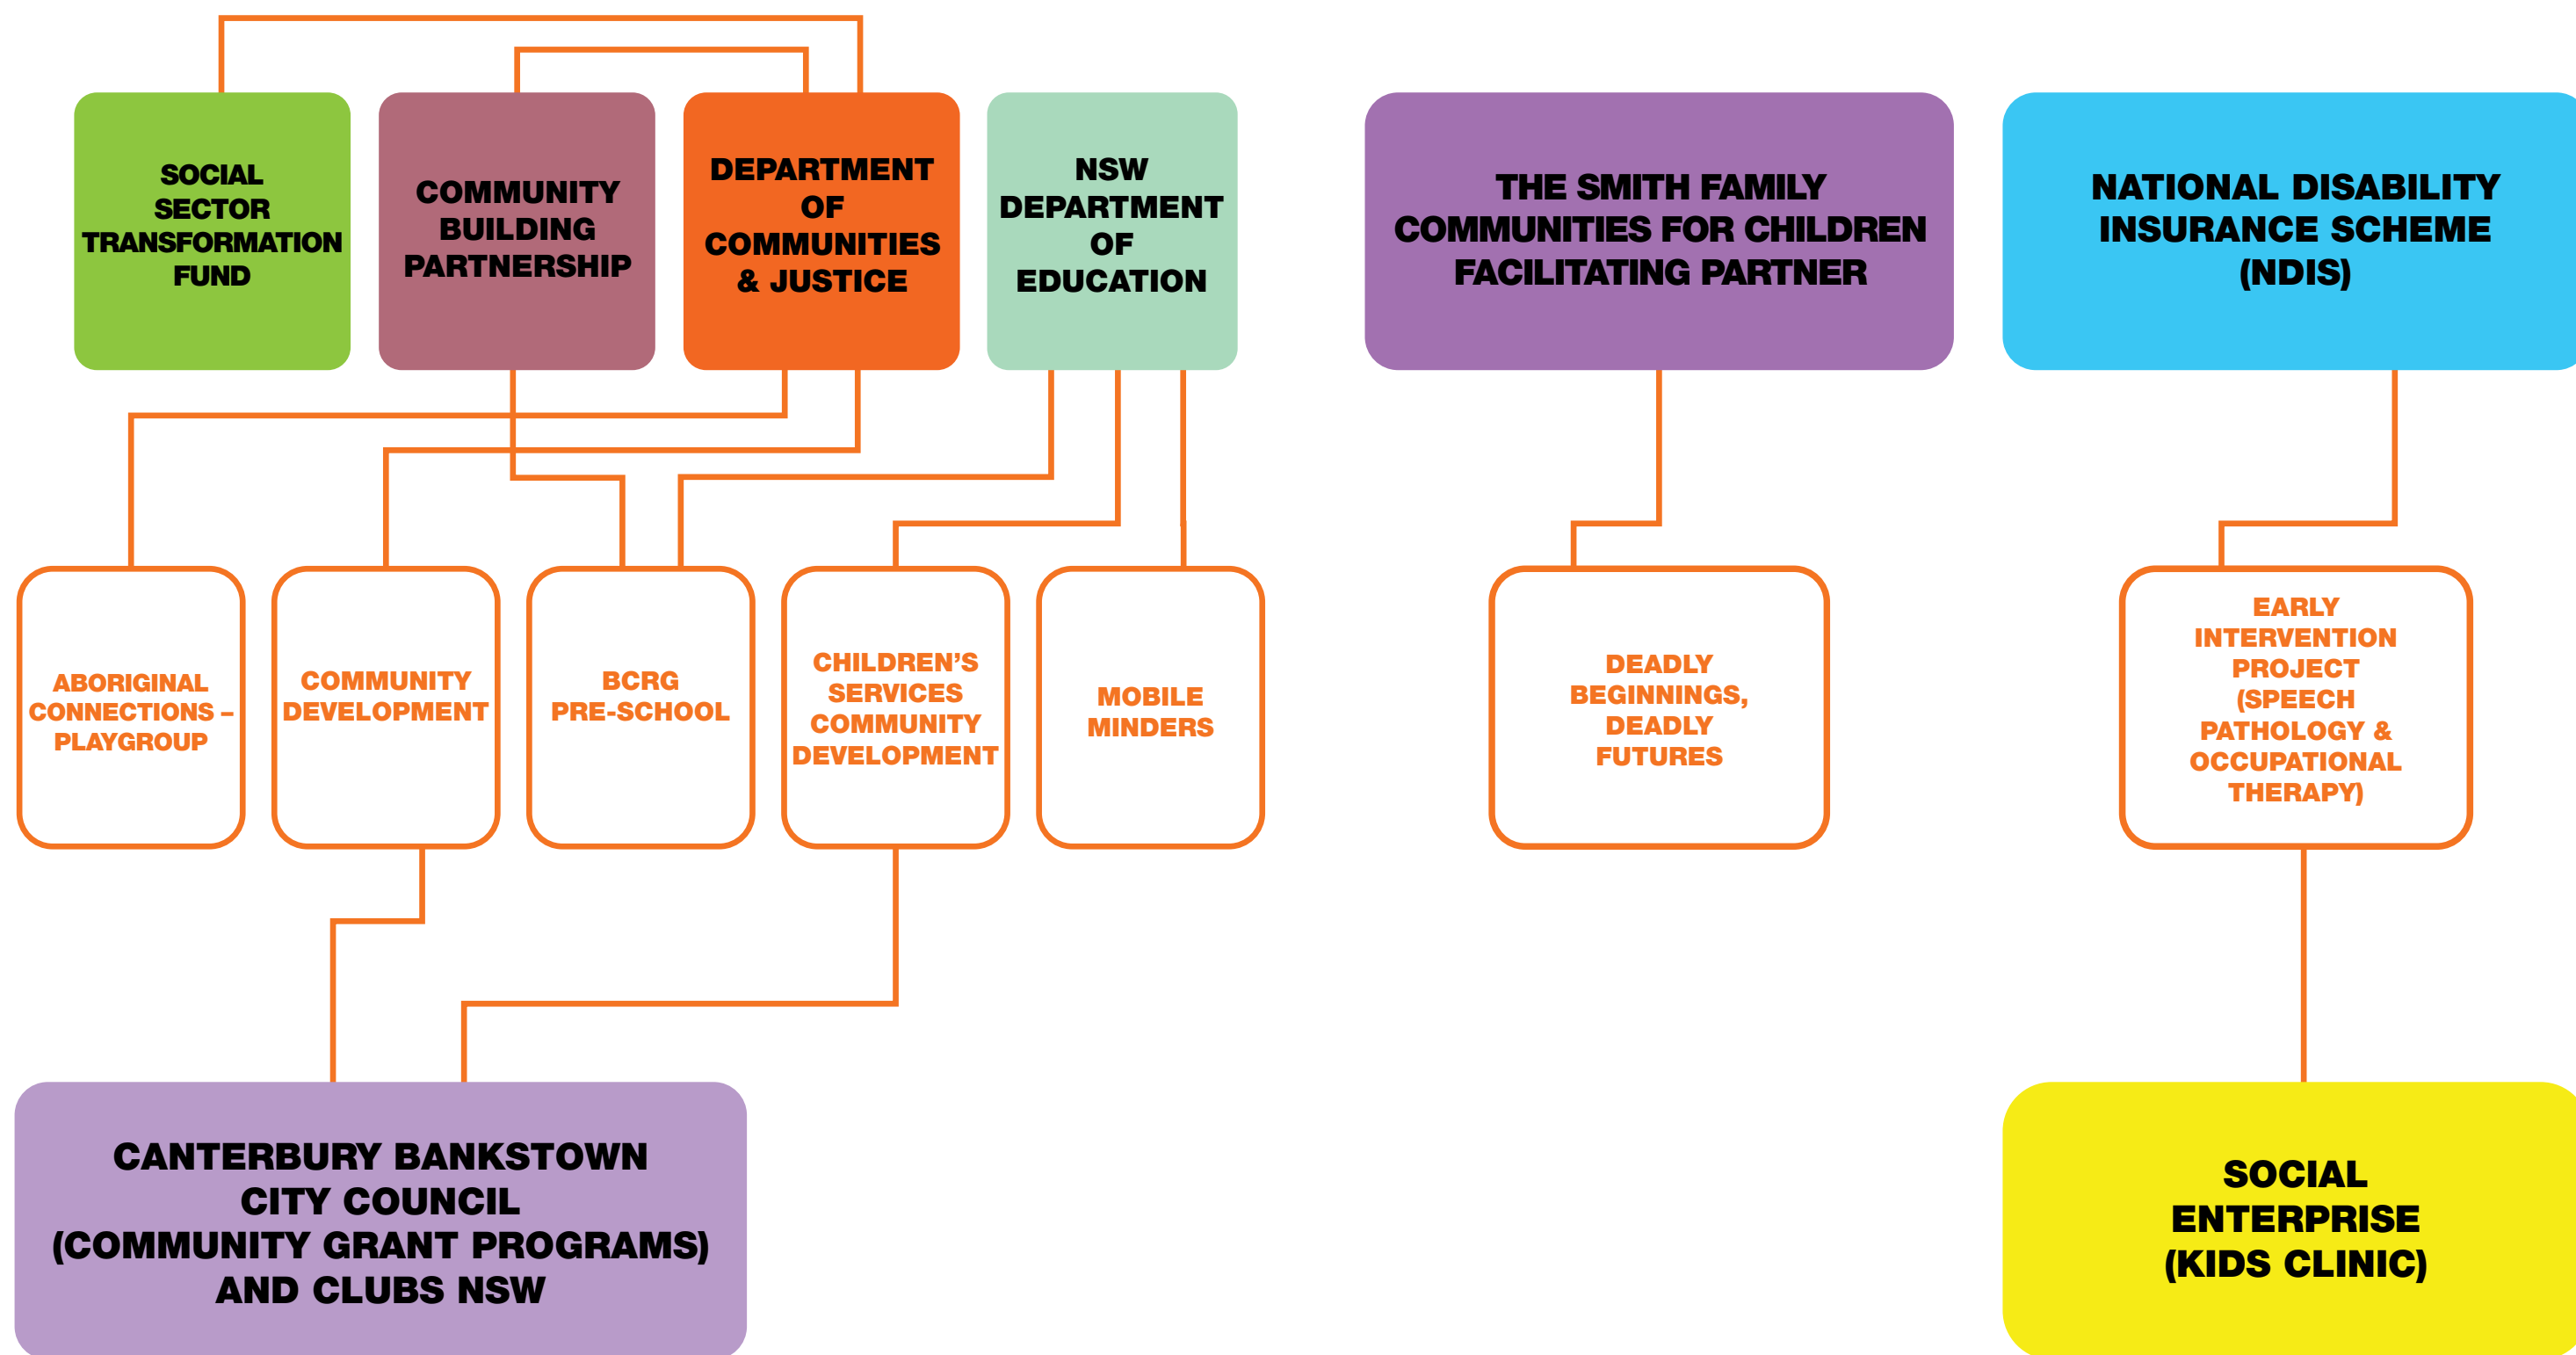 SOCIAL
SECTOR
TRANSFORMATION
FUND
COMMUNITY
BUILDING
PARTNERSHIP
DEPARTMENT
OF
COMMUNITIES
& JUSTICE
NSW
DEPARTMENT
OF
EDUCATION
THE SMITH FAMILY
COMMUNITIES FOR CHILDREN
FACILITATING PARTNER
NATIONAL DISABILITY
INSURANCE SCHEME
(NDIS)
ABORIGINAL
CONNECTIONS –
PLAYGROUP
COMMUNITY
DEVELOPMENT
BCRG
PRE-SCHOOL
CHILDREN’S
SERVICES
COMMUNITY
DEVELOPMENT
MOBILE
MINDERS
DEADLY
BEGINNINGS,
DEADLY
FUTURES
EARLY
INTERVENTION
PROJECT
(SPEECH
PATHOLOGY &
OCCUPATIONAL
THERAPY)
CANTERBURY BANKSTOWN
CITY COUNCIL
(COMMUNITY GRANT PROGRAMS)
AND CLUBS NSW
SOCIAL
ENTERPRISE
(KIDS CLINIC)